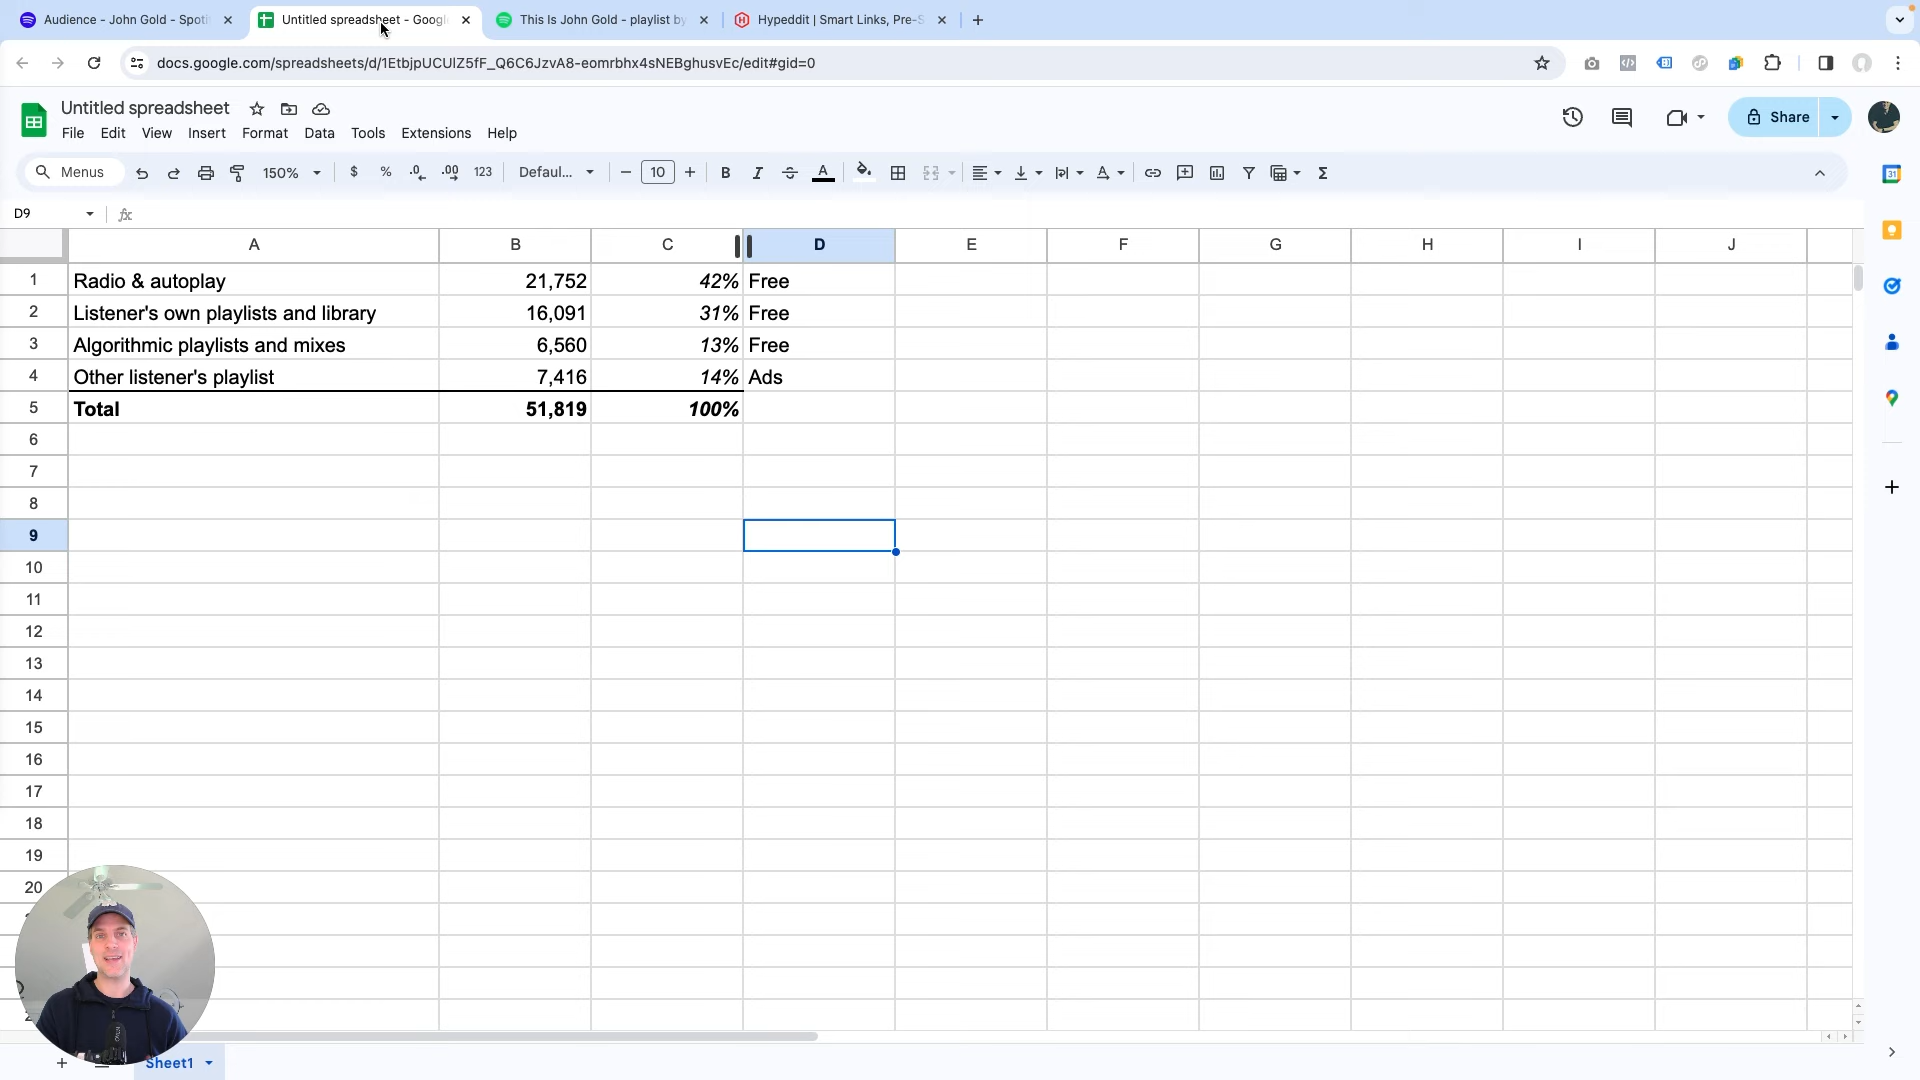 Audience - John Gold - Spoti
Untitled spreadsheet - Googl
This Is John Gold - playlist by
Hypeddit | Smart Links, Pre-S
docs.google.com/spreadsheets/d/1EtbjpUCUlZ5fF_Q6C6JzvA8-eomrbhx4sNEBghusvEc/edit#gid=0
Untitled spreadsheet
Share
File Edit View Insert Format Data Tools Extensions Help
Menus 150% $ % .0 .00 123 Defaul... 10 B I A Σ
31
D9 fx
A B C D E F G H I J
1 Radio & autoplay 21,752 42% Free
2 Listener's own playlists and library 16,091 31% Free
3 Algorithmic playlists and mixes 6,560 13% Free
4 Other listener's playlist 7,416 14% Ads
5 Total 51,819 100%
6
7
8
9
10
11
12
13
14
15
16
17
18
19
20
Sheet1